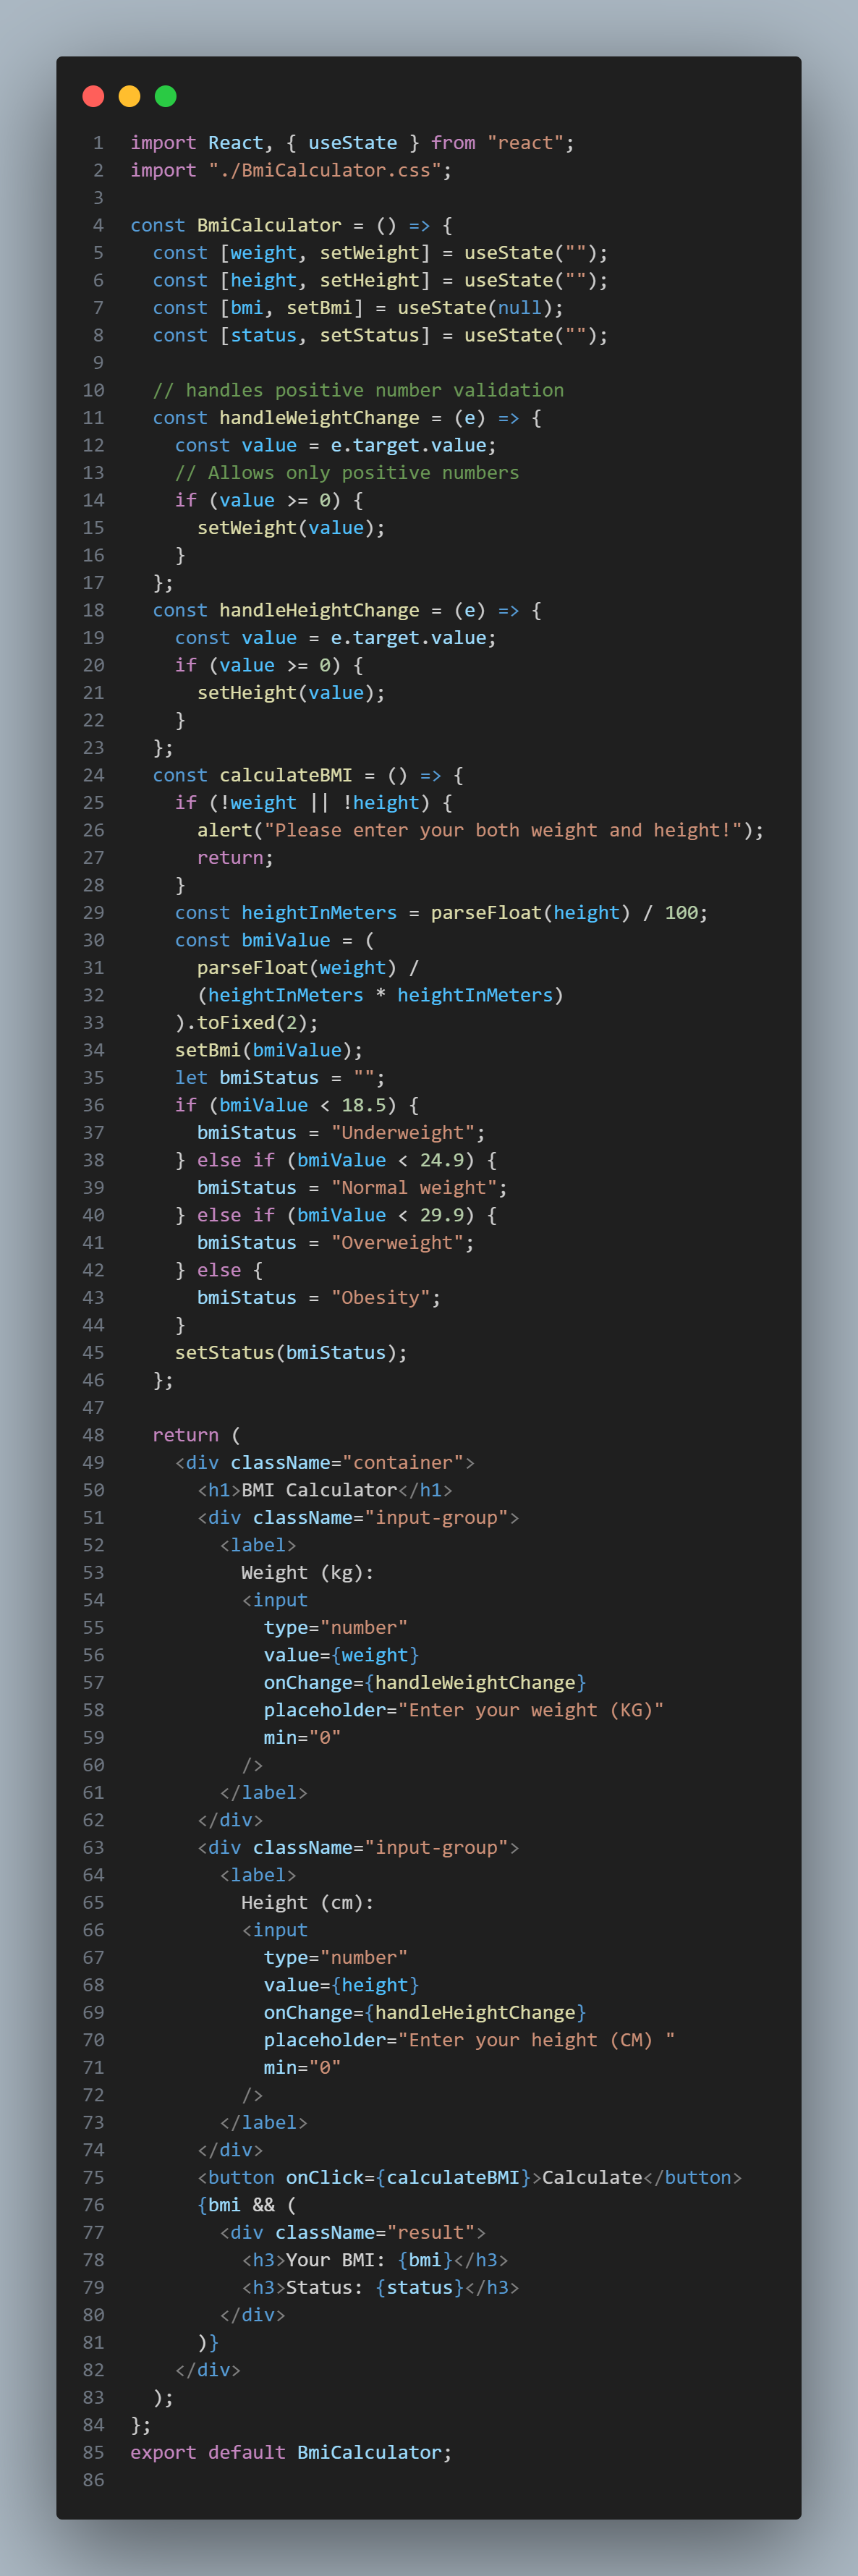 1 import React, { useState } from "react";
2 import "./BmiCalculator.css";
3
4 const BmiCalculator = () => {
5   const [weight, setWeight] = useState("");
6   const [height, setHeight] = useState("");
7   const [bmi, setBmi] = useState(null);
8   const [status, setStatus] = useState("");
9
10   // handles positive number validation
11   const handleWeightChange = (e) => {
12     const value = e.target.value;
13     // Allows only positive numbers
14     if (value >= 0) {
15       setWeight(value);
16     }
17   };
18   const handleHeightChange = (e) => {
19     const value = e.target.value;
20     if (value >= 0) {
21       setHeight(value);
22     }
23   };
24   const calculateBMI = () => {
25     if (!weight || !height) {
26       alert("Please enter your both weight and height!");
27       return;
28     }
29     const heightInMeters = parseFloat(height) / 100;
30     const bmiValue = (
31       parseFloat(weight) /
32       (heightInMeters * heightInMeters)
33     ).toFixed(2);
34     setBmi(bmiValue);
35     let bmiStatus = "";
36     if (bmiValue < 18.5) {
37       bmiStatus = "Underweight";
38     } else if (bmiValue < 24.9) {
39       bmiStatus = "Normal weight";
40     } else if (bmiValue < 29.9) {
41       bmiStatus = "Overweight";
42     } else {
43       bmiStatus = "Obesity";
44     }
45     setStatus(bmiStatus);
46   };
47
48   return (
49     <div className="container">
50       <h1>BMI Calculator</h1>
51       <div className="input-group">
52         <label>
53           Weight (kg):
54           <input
55             type="number"
56             value={weight}
57             onChange={handleWeightChange}
58             placeholder="Enter your weight (KG)"
59             min="0"
60           />
61         </label>
62       </div>
63       <div className="input-group">
64         <label>
65           Height (cm):
66           <input
67             type="number"
68             value={height}
69             onChange={handleHeightChange}
70             placeholder="Enter your height (CM) "
71             min="0"
72           />
73         </label>
74       </div>
75       <button onClick={calculateBMI}>Calculate</button>
76       {bmi && (
77         <div className="result">
78           <h3>Your BMI: {bmi}</h3>
79           <h3>Status: {status}</h3>
80         </div>
81       )}
82     </div>
83   );
84 };
85 export default BmiCalculator;
86